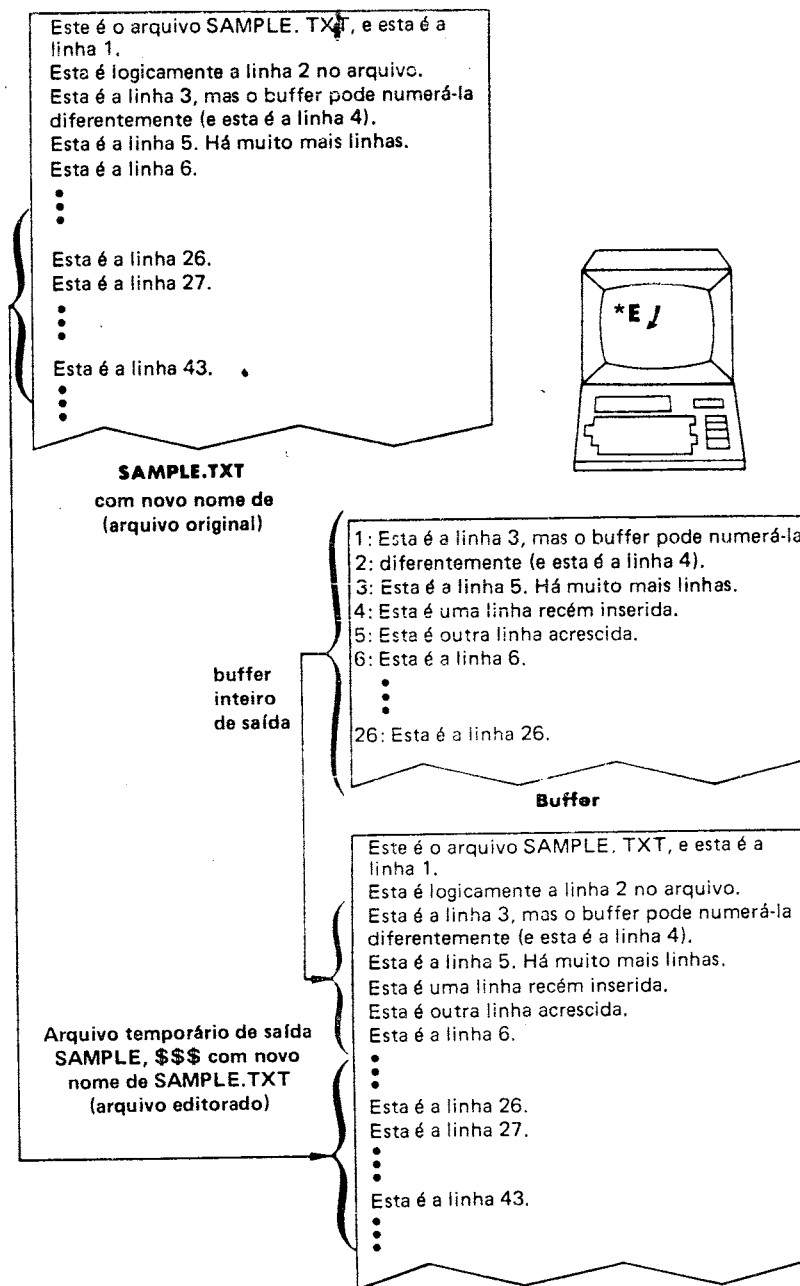 Este é o arquivo SAMPLE. TXT, e esta é a
linha 1.
Esta é logicamente a linha 2 no arquivo.
Esta é a linha 3, mas o buffer pode numerá-la
diferentemente (e esta é a linha 4).
Esta é a linha 5. Há muito mais linhas.
Esta é a linha 6.
Esta é a linha 26.
Esta é a linha 27.
Esta é a linha 43.
*E
SAMPLE.TXT
com novo nome de
(arquivo original)
1: Esta é a linha 3, mas o buffer pode numerá-la
2: diferentemente (e esta é a linha 4).
3: Esta é a linha 5. Há muito mais linhas.
4: Esta é uma linha recém inserida.
5: Esta é outra linha acrescida.
6: Esta é a linha 6.
26: Esta é a linha 26.
buffer
inteiro
de saída
Buffer
Este é o arquivo SAMPLE. TXT, e esta é a
linha 1.
Esta é logicamente a linha 2 no arquivo.
Esta é a linha 3, mas o buffer pode numerá-la
diferentemente (e esta é a linha 4).
Esta é a linha 5. Há muito mais linhas.
Esta é uma linha recém inserida.
Esta é outra linha acrescida.
Esta é a linha 6.
Esta é a linha 26.
Esta é a linha 27.
Esta é a linha 43.
Arquivo temporário de saída
SAMPLE, $$$ com novo
nome de SAMPLE.TXT
(arquivo editorado)